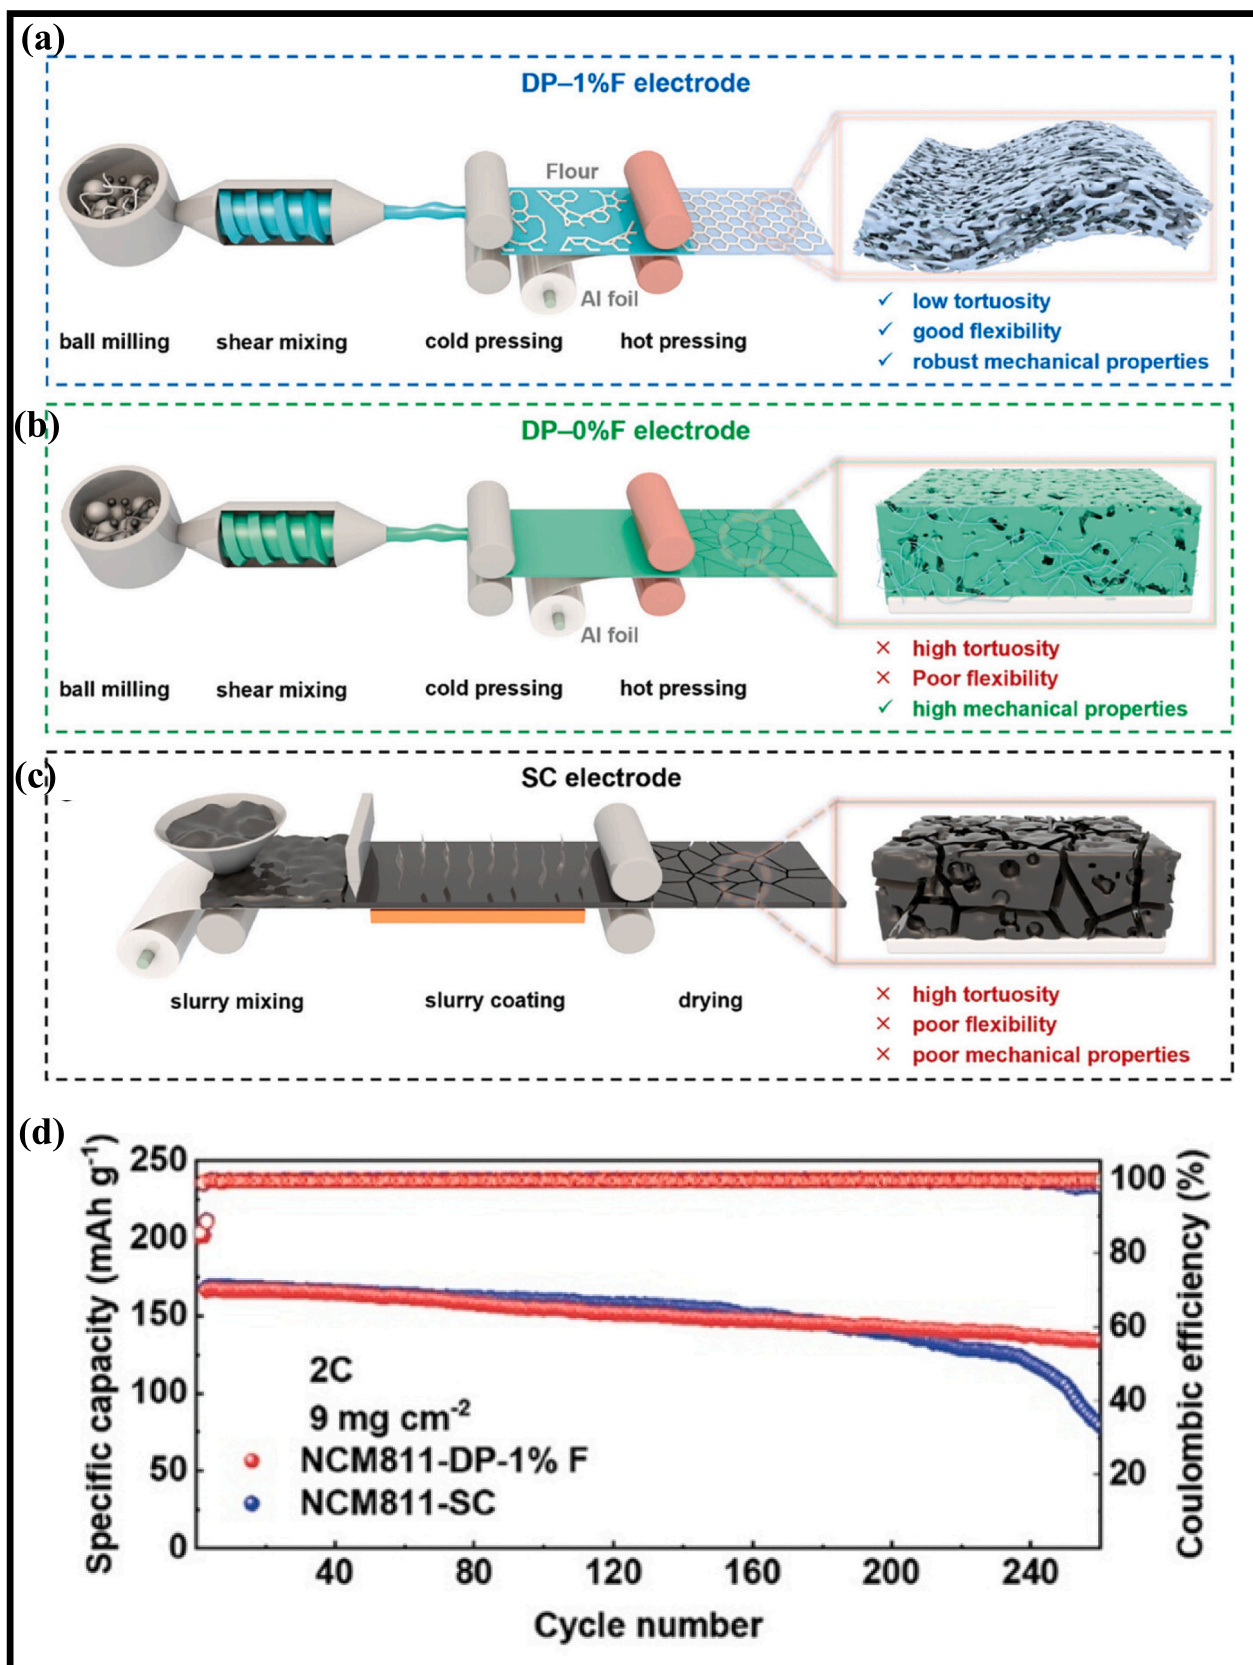 (a)
DP–1%F electrode
Flour
Al foil
ball milling shear mixing cold pressing hot pressing
✓ low tortuosity
✓ good flexibility
✓ robust mechanical properties
(b)
DP–0%F electrode
Al foil
ball milling shear mixing cold pressing hot pressing
× high tortuosity
× Poor flexibility
✓ high mechanical properties
(c)
SC electrode
slurry mixing slurry coating drying
× high tortuosity
× poor flexibility
× poor mechanical properties
(d)
Specific capacity (mAh g⁻¹)
250
200
150
100
50
0
2C
9 mg cm⁻²
NCM811-DP-1% F
NCM811-SC
100
80
60
40
20
Coulombic efficiency (%)
40 80 120 160 200 240
Cycle number